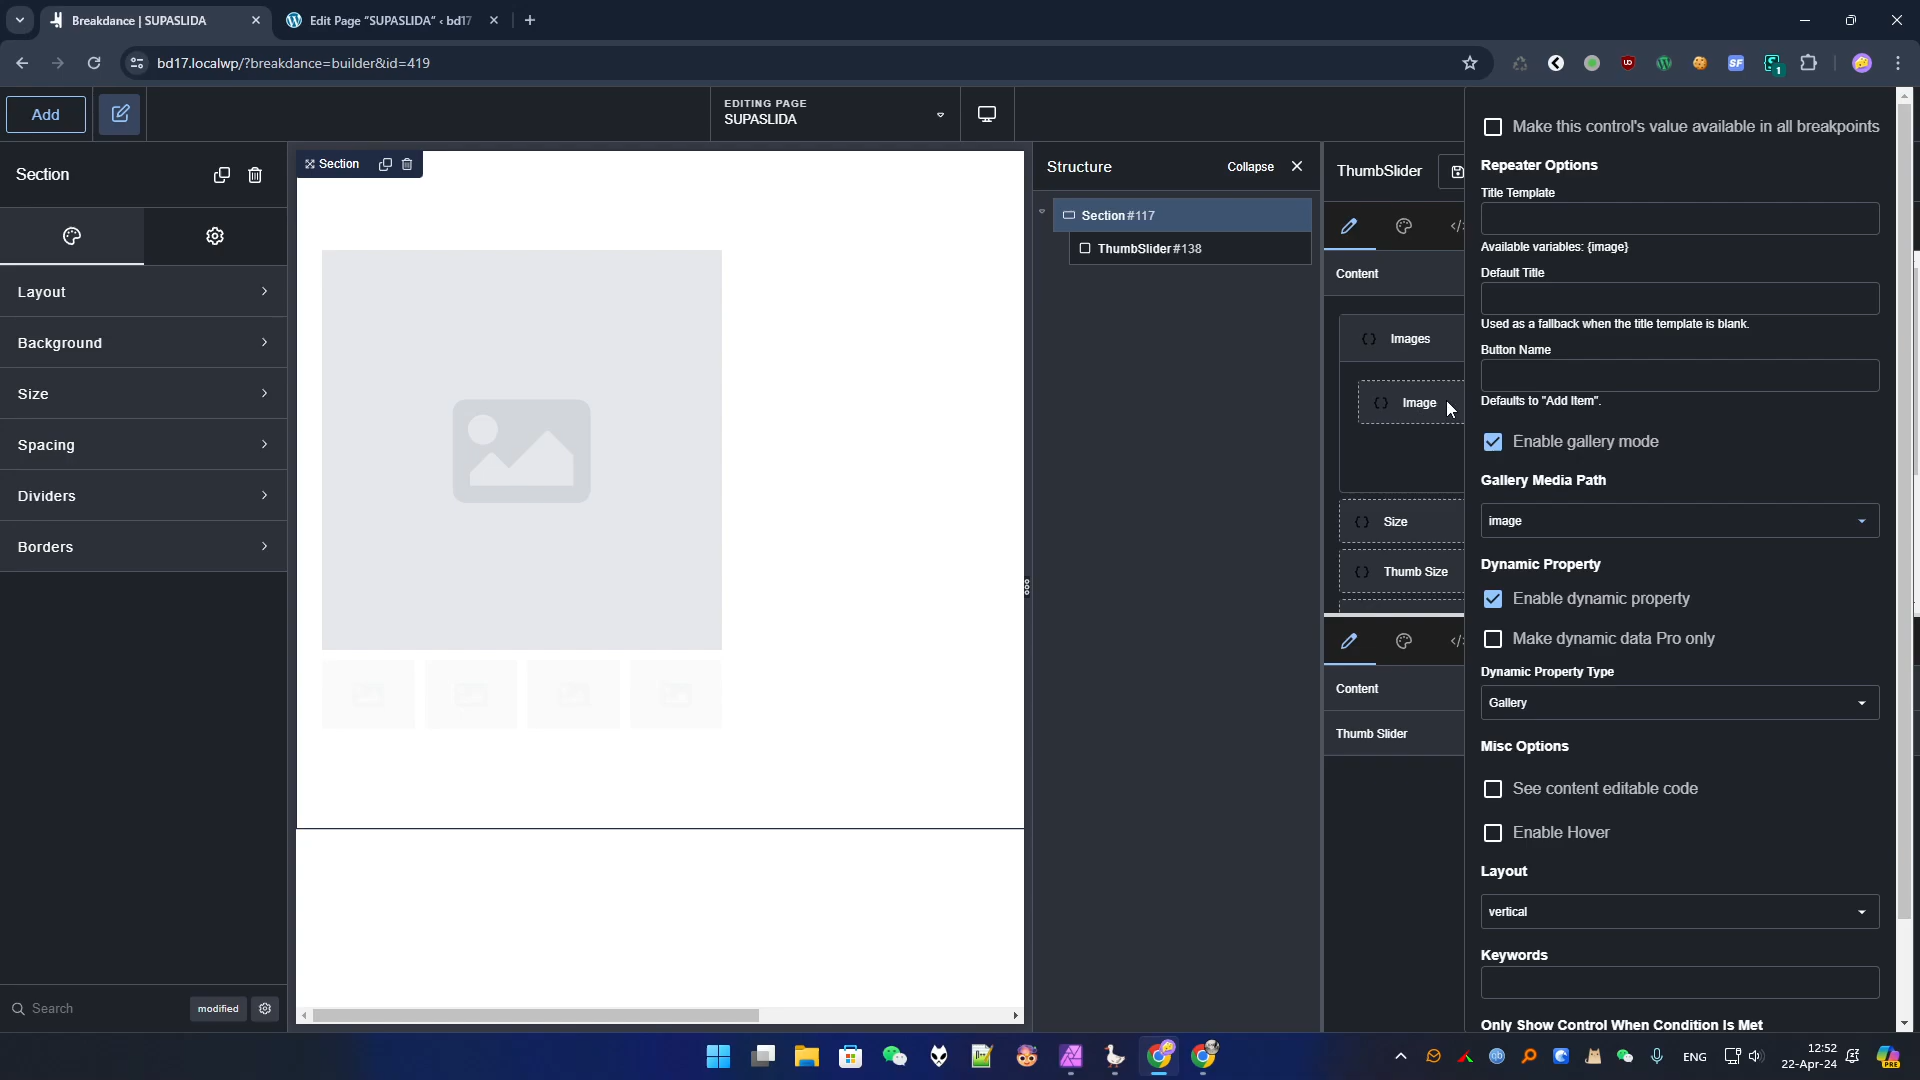 Breakdance | SUPASLIDA
Edit Page "SUPASLIDA" ‹ bd17
bd17.localwp/?breakdance=builder&id=419
Add
EDITING PAGE
SUPASLIDA
Section
Layout
Background
Size
Spacing
Dividers
Borders
Search
modified
Section
Structure
Collapse
Section #117
ThumbSlider #138
ThumbSlider
Content
Images
Image
Size
Thumb Size
Content
Thumb Slider
Make this control's value available in all breakpoints
Repeater Options
Title Template
Available variables: {image}
Default Title
Used as a fallback when the title template is blank.
Button Name
Defaults to "Add Item".
Enable gallery mode
Gallery Media Path
image
Dynamic Property
Enable dynamic property
Make dynamic data Pro only
Dynamic Property Type
Gallery
Misc Options
See content editable code
Enable Hover
Layout
vertical
Keywords
Only Show Control When Condition Is Met
ENG
12:52
22-Apr-24